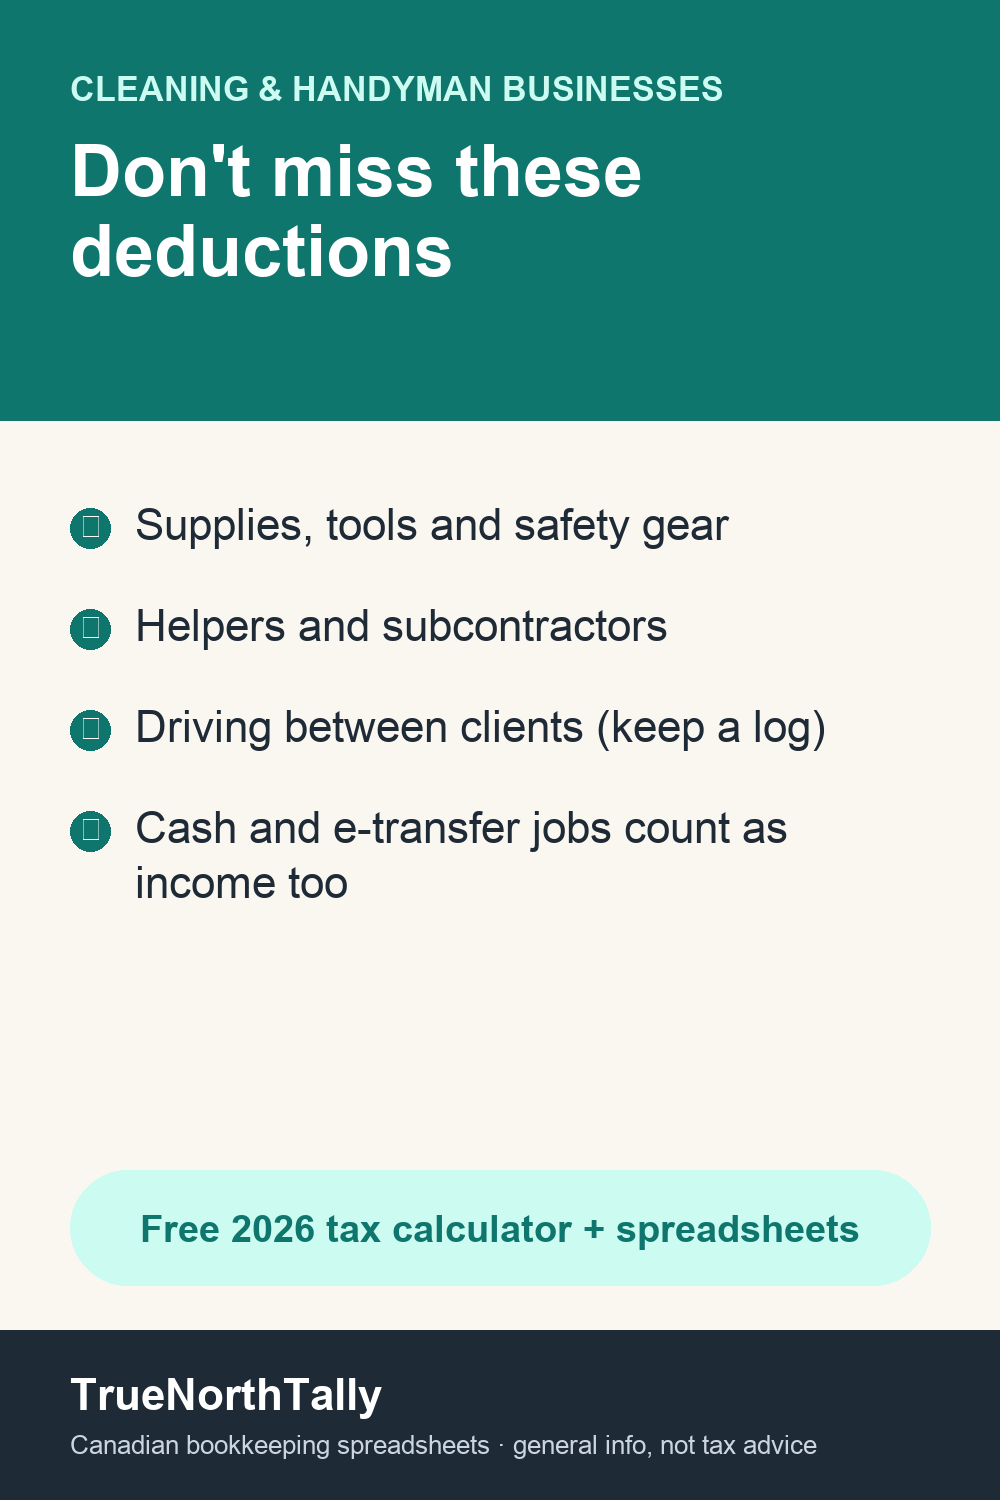 CLEANING & HANDYMAN BUSINESSES
Don't miss these
deductions
Supplies, tools and safety gear
Helpers and subcontractors
Driving between clients (keep a log)
Cash and e-transfer jobs count as
income too
Free 2026 tax calculator + spreadsheets
TrueNorthTally
Canadian bookkeeping spreadsheets · general info, not tax advice